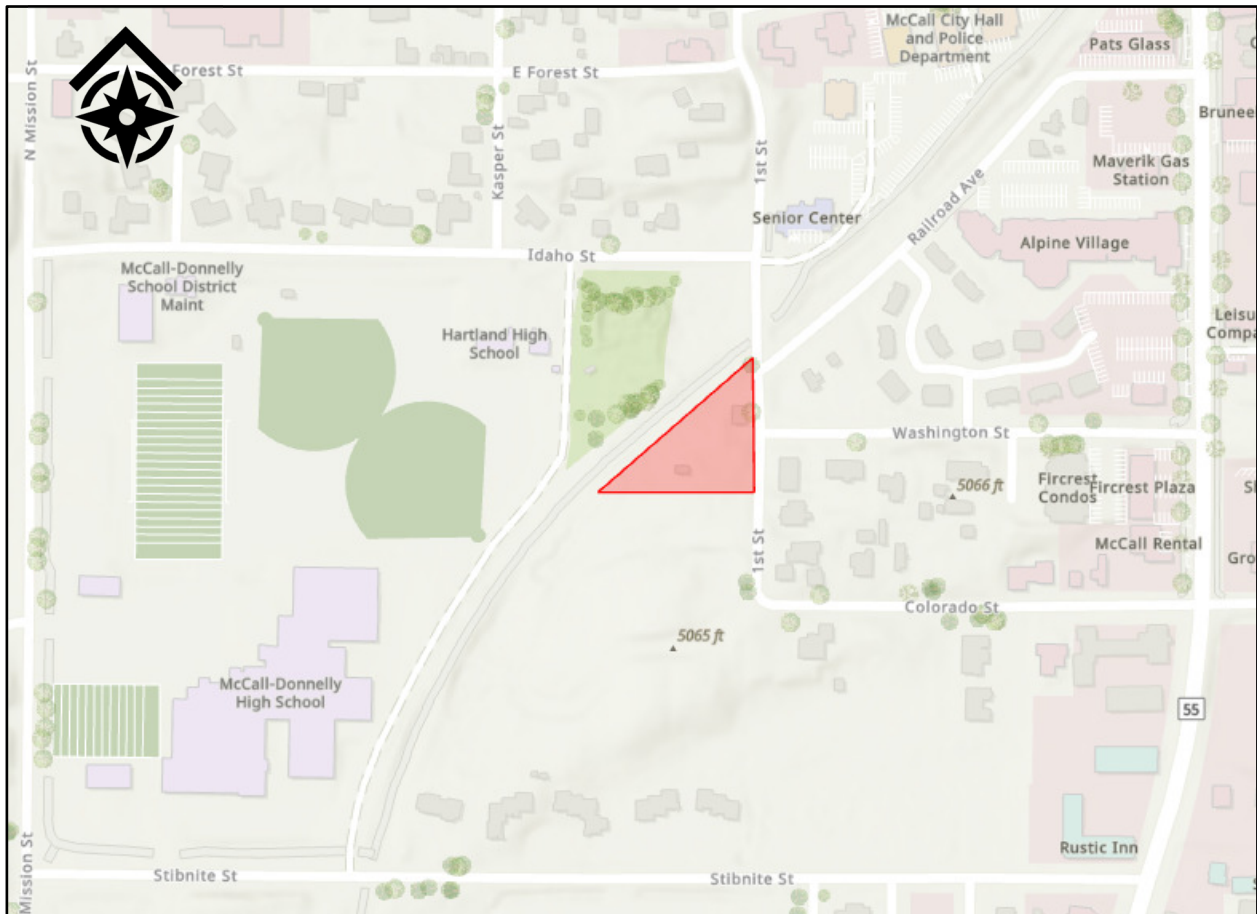 McCall City Hall
and Police
Department
Pats Glass
Forest St
E Forest St
N Mission St
Kasper St
1st St
Brunee
Maverik Gas
Station
Railroad Ave
Senior Center
Alpine Village
Idaho St
McCall-Donnelly
School District
Maint
Hartland High
School
Leisu
Compa
Washington St
Fircrest
Condos
Fircrest Plaza
5066 ft
1st St
McCall Rental
Gro
Colorado St
5065 ft
McCall-Donnelly
High School
55
Rustic Inn
Mission St
Stibnite St
Stibnite St